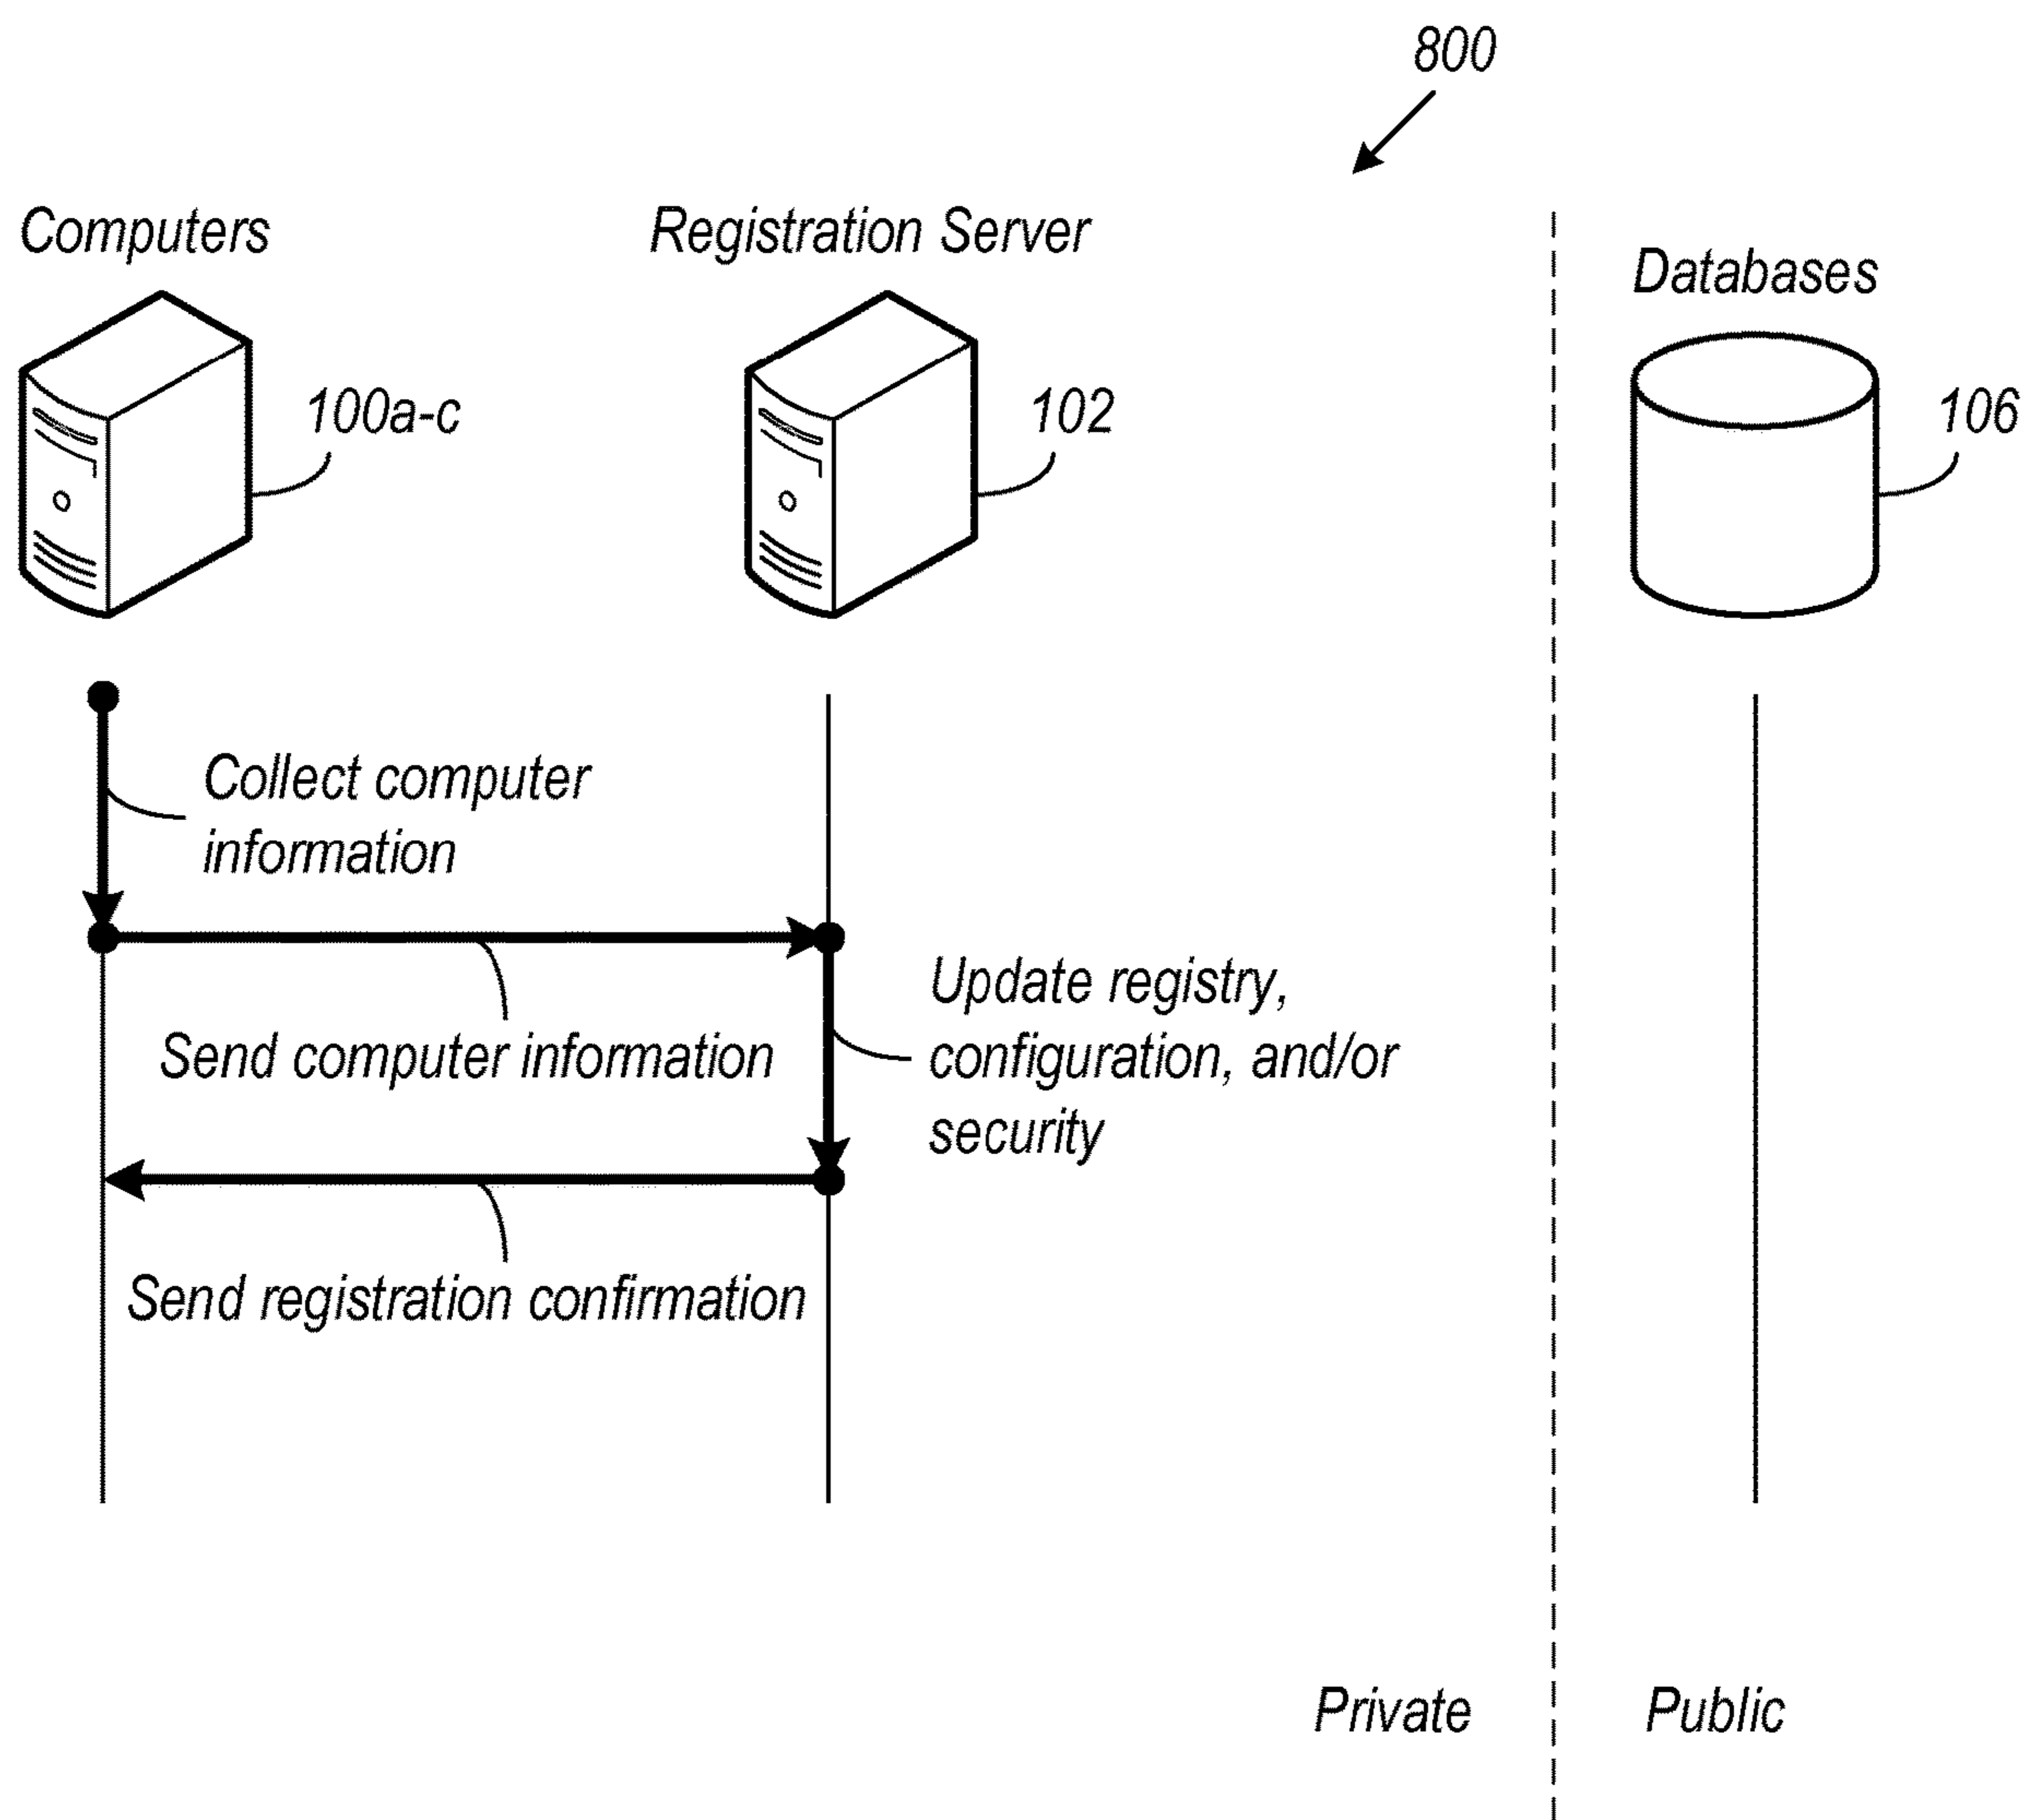 800
Computers
Registration Server
Databases
100a-c
102
106
Collect computer
information
Update registry,
configuration, and/or
security
Send computer information
Send registration confirmation
Private
Public